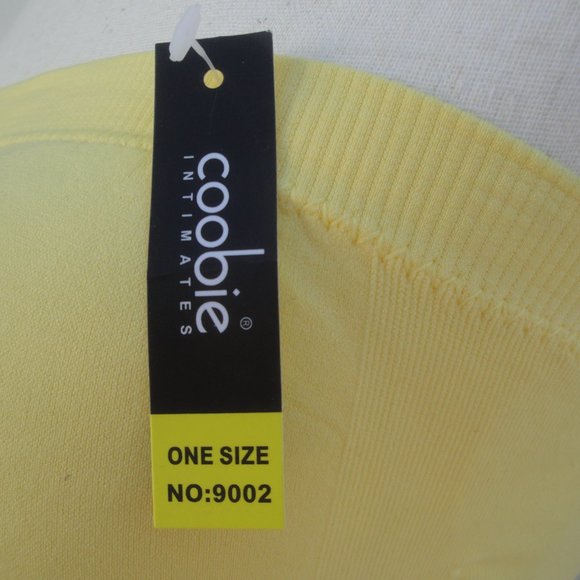 coobie®
INTIMATES
ONE SIZE
NO:9002